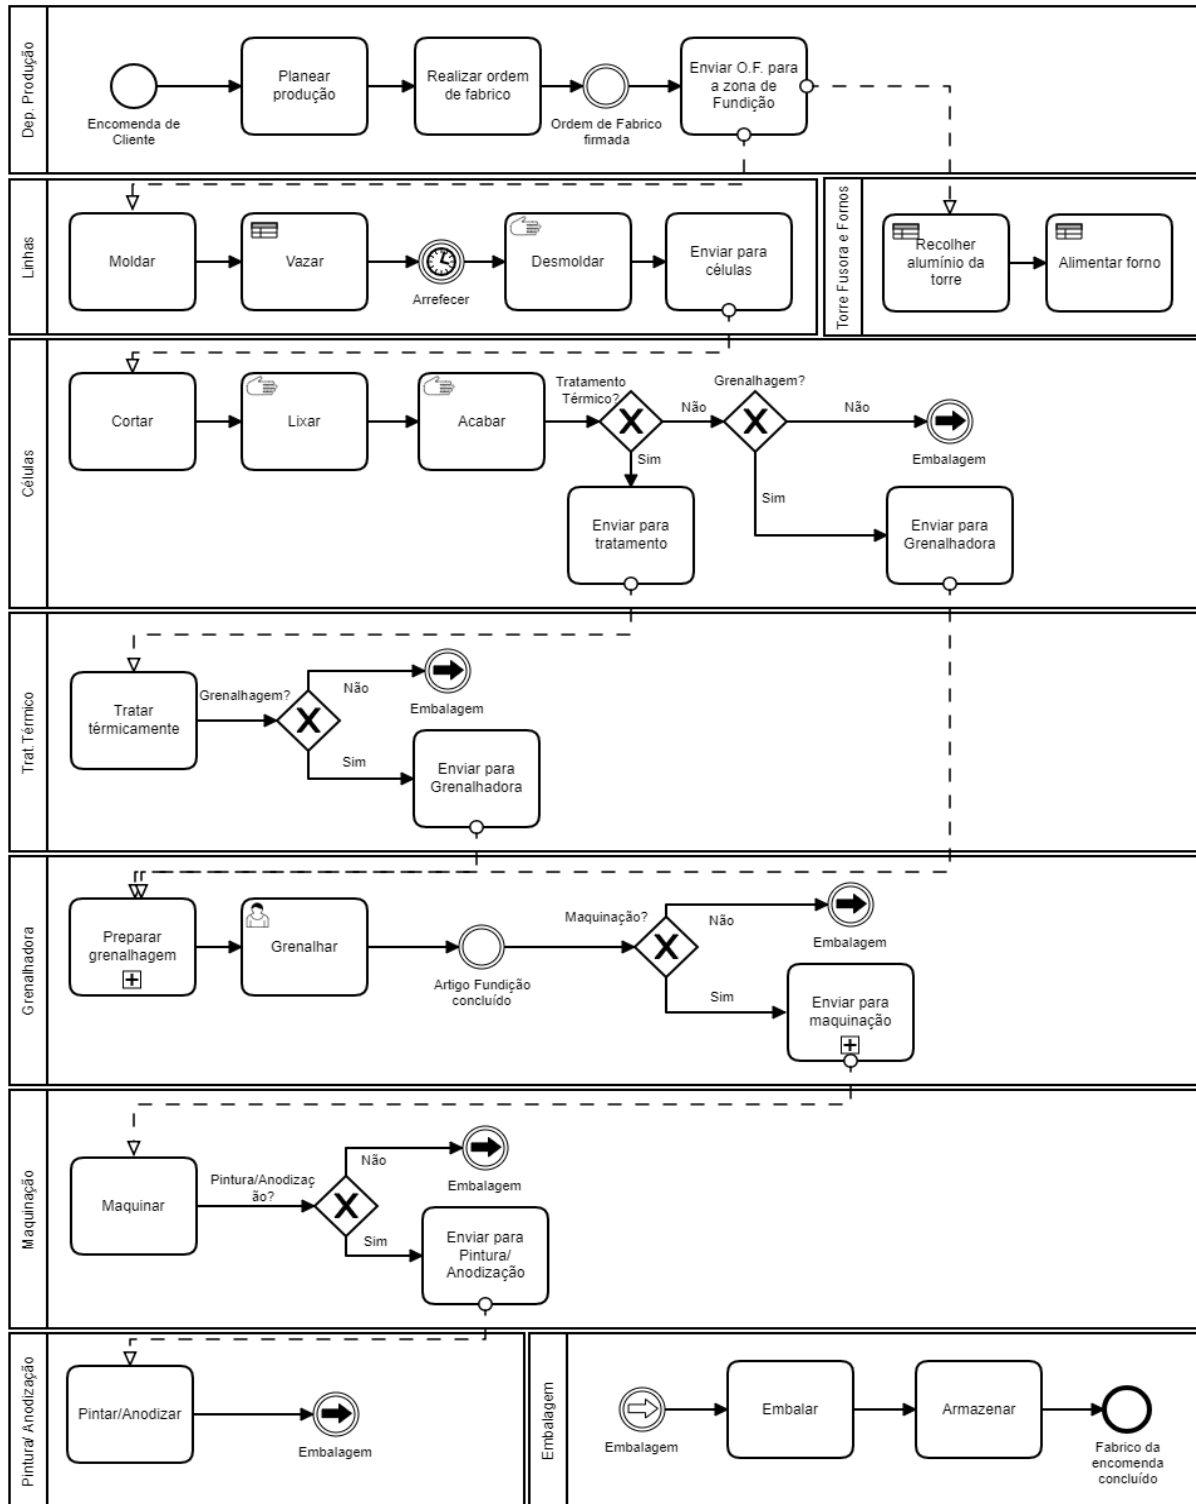 Dep. Produção
Encomenda de
Cliente
Planear
produção
Realizar ordem
de fabrico
Ordem de Fabrico
firmada
Enviar O.F. para
a zona de
Fundição
Linhas
Moldar
Vazar
Arrefecer
Desmoldar
Enviar para
células
Torre Fusora e Fornos
Recolher
alumínio da
torre
Alimentar forno
Células
Cortar
Lixar
Acabar
Tratamento
Térmico?
Não
Sim
Grenalhagem?
Não
Sim
Embalagem
Enviar para
tratamento
Enviar para
Grenalhadora
Trat.Térmico
Tratar
térmicamente
Grenalhagem?
Não
Sim
Embalagem
Enviar para
Grenalhadora
Grenalhadora
Preparar
grenalhagem
Grenalhar
Artigo Fundição
concluído
Maquinação?
Não
Sim
Embalagem
Enviar para
maquinação
Maquinação
Maquinar
Pintura/Anodizaç
ão?
Não
Sim
Embalagem
Enviar para
Pintura/
Anodização
Pintura/ Anodização
Pintar/Anodizar
Embalagem
Embalagem
Embalagem
Embalar
Armazenar
Fabrico da
encomenda
concluído